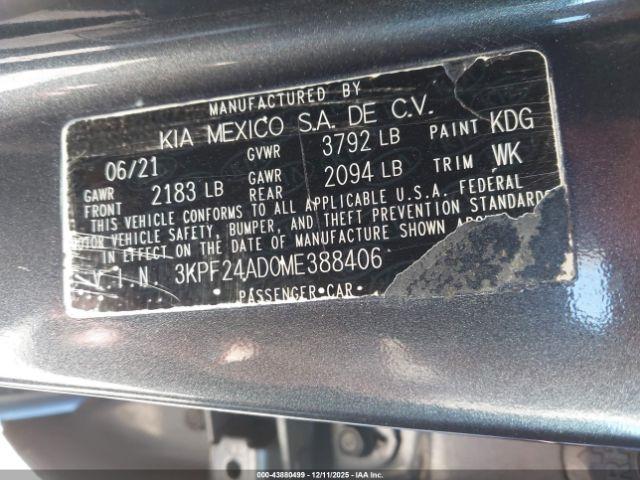 MANUFACTURED BY
KIA MEXICO S.A. DE C.V.
06/21 GVWR 3792 LB PAINT KDG
GAWR FRONT 2183 LB GAWR REAR 2094 LB TRIM WK
THIS VEHICLE CONFORMS TO ALL APPLICABLE U.S.A. FEDERAL
MOTOR VEHICLE SAFETY, BUMPER, AND THEFT PREVENTION STANDARDS
IN EFFECT ON THE DATE OF MANUFACTURE SHOWN
V.I.N. 3KPF24AD0ME388406
PASSENGER CAR
000-43880499 - 12/11/2025 - IAA Inc.